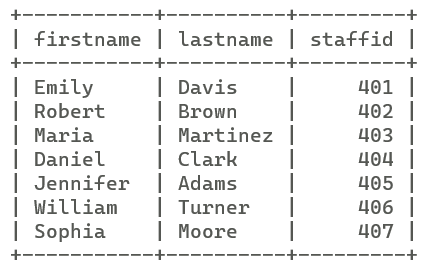 +-----------+----------+---------+
| firstname | lastname | staffid |
+-----------+----------+---------+
| Emily     | Davis    |     401 |
| Robert    | Brown    |     402 |
| Maria     | Martinez |     403 |
| Daniel    | Clark    |     404 |
| Jennifer  | Adams    |     405 |
| William   | Turner   |     406 |
| Sophia    | Moore    |     407 |
+-----------+----------+---------+